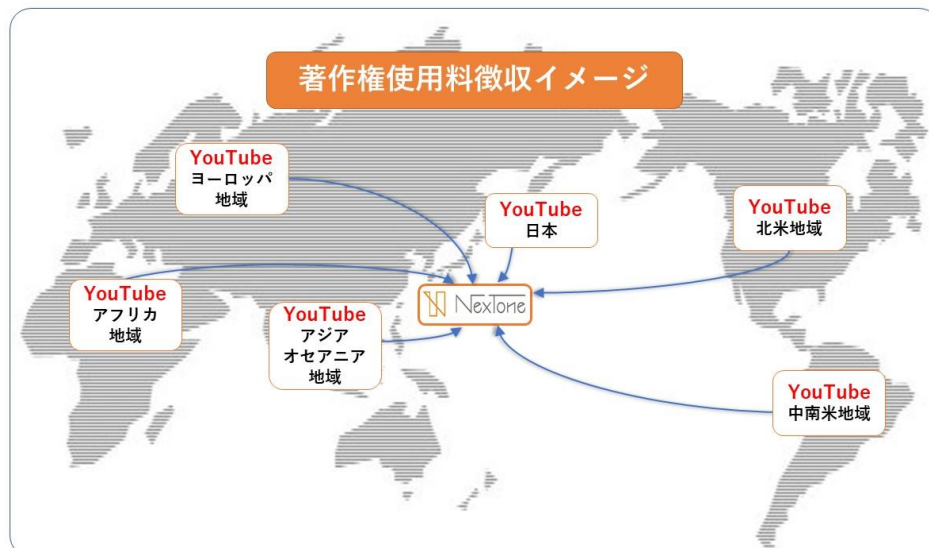 著作権使用料徴収イメージ
YouTube
ヨーロッパ
地域
YouTube
日本
YouTube
北米地域
YouTube
アフリカ
地域
YouTube
アジア
オセアニア
地域
NexTone
YouTube
中南米地域